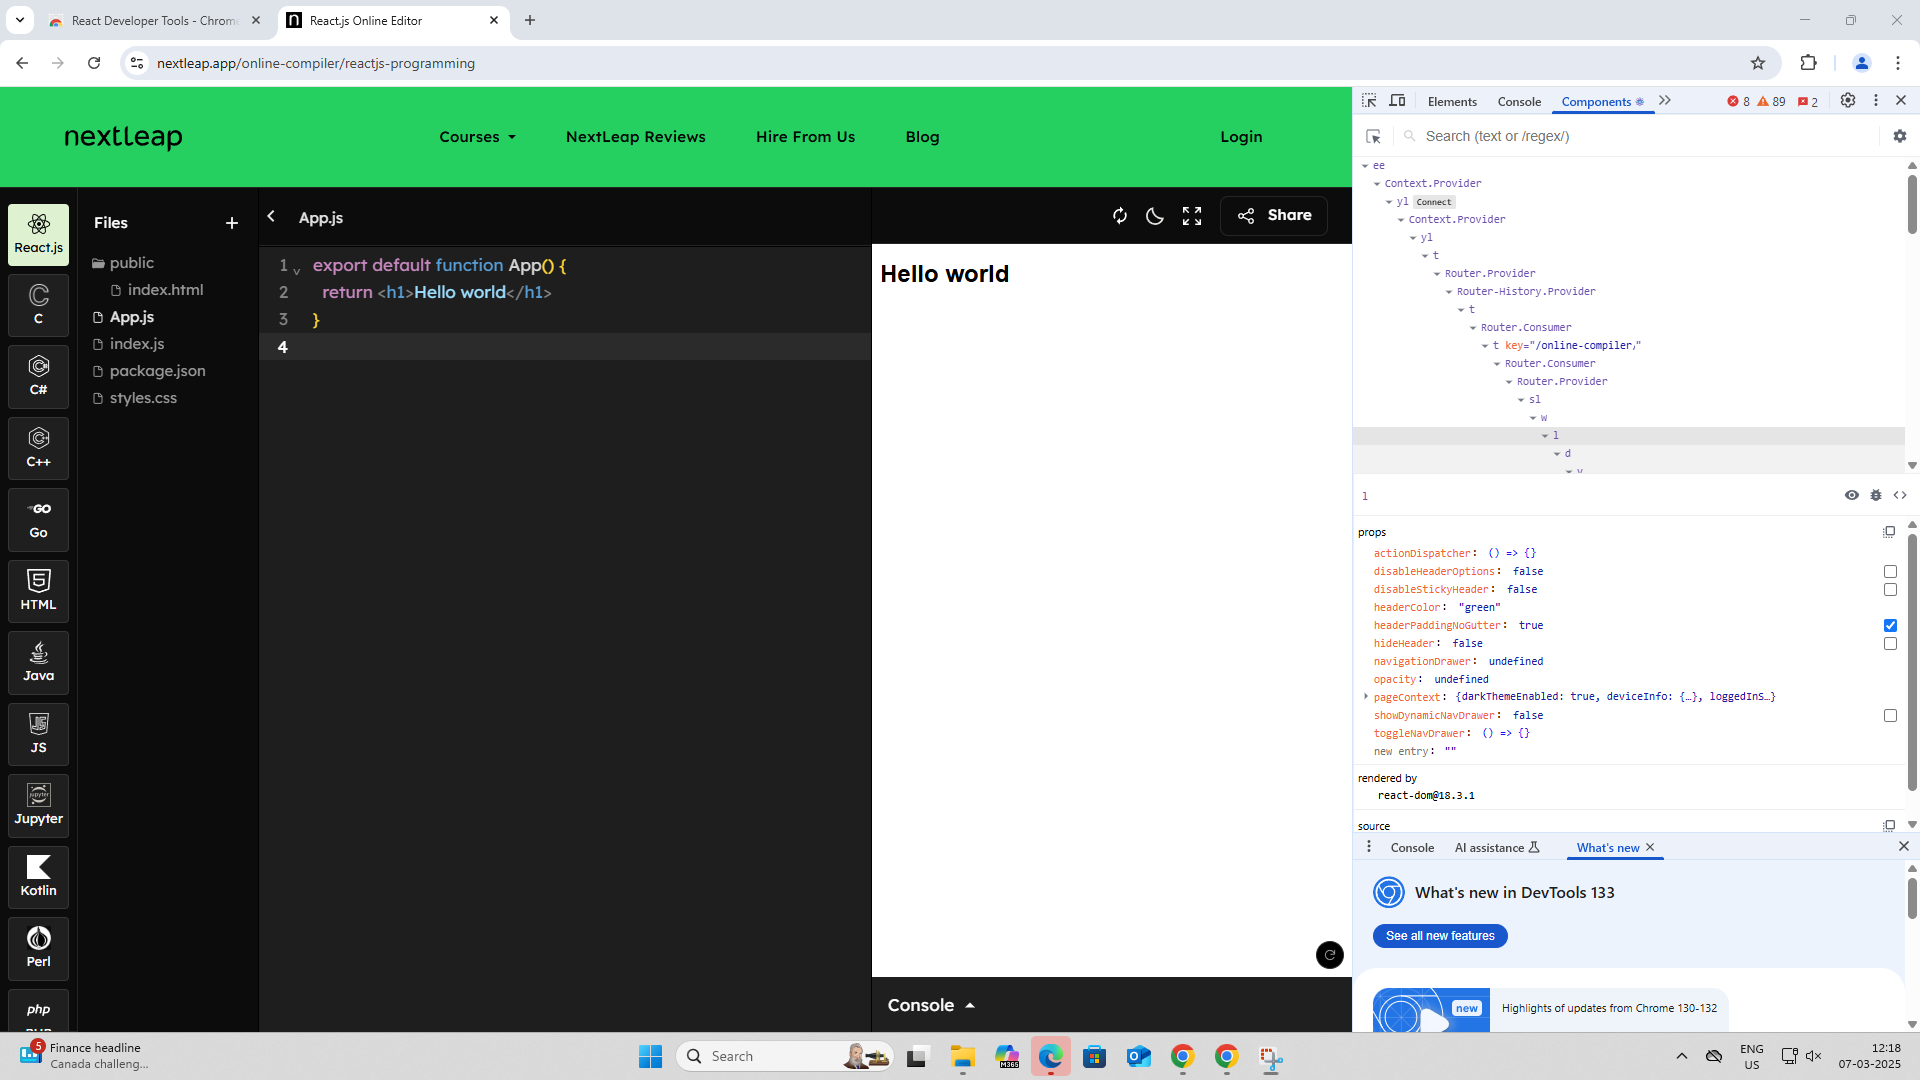 React Developer Tools - Chrome
React.js Online Editor
nextleap.app/online-compiler/reactjs-programming
nextleap
Courses
NextLeap Reviews
Hire From Us
Blog
Login
React.js
C
C#
C++
GO
Go
HTML
Java
JS
JS
jupyter
Jupyter
Kotlin
Perl
php
Files
public
index.html
App.js
index.js
package.json
styles.css
App.js
1 export default function App() {
2 return <h1>Hello world</h1>
3 }
4
Share
Hello world
Console
Elements
Console
Components
8
89
2
Search (text or /regex/)
ee
Context.Provider
yl Connect
Context.Provider
yl
t
Router.Provider
Router-History.Provider
t
Router.Consumer
t key="/online-compiler/"
Router.Consumer
Router.Provider
sl
w
l
d
l
props
actionDispatcher: () => {}
disableHeaderOptions: false
disableStickyHeader: false
headerColor: "green"
headerPaddingNoGutter: true
hideHeader: false
navigationDrawer: undefined
opacity: undefined
pageContext: {darkThemeEnabled: true, deviceInfo: {…}, loggedInS…}
showDynamicNavDrawer: false
toggleNavDrawer: () => {}
new entry: ""
rendered by
react-dom@18.3.1
source
Console
AI assistance
What's new
What's new in DevTools 133
See all new features
new
Highlights of updates from Chrome 130-132
5
Finance headline
Canada challeng...
Search
M365
ENG
US
12:18
07-03-2025